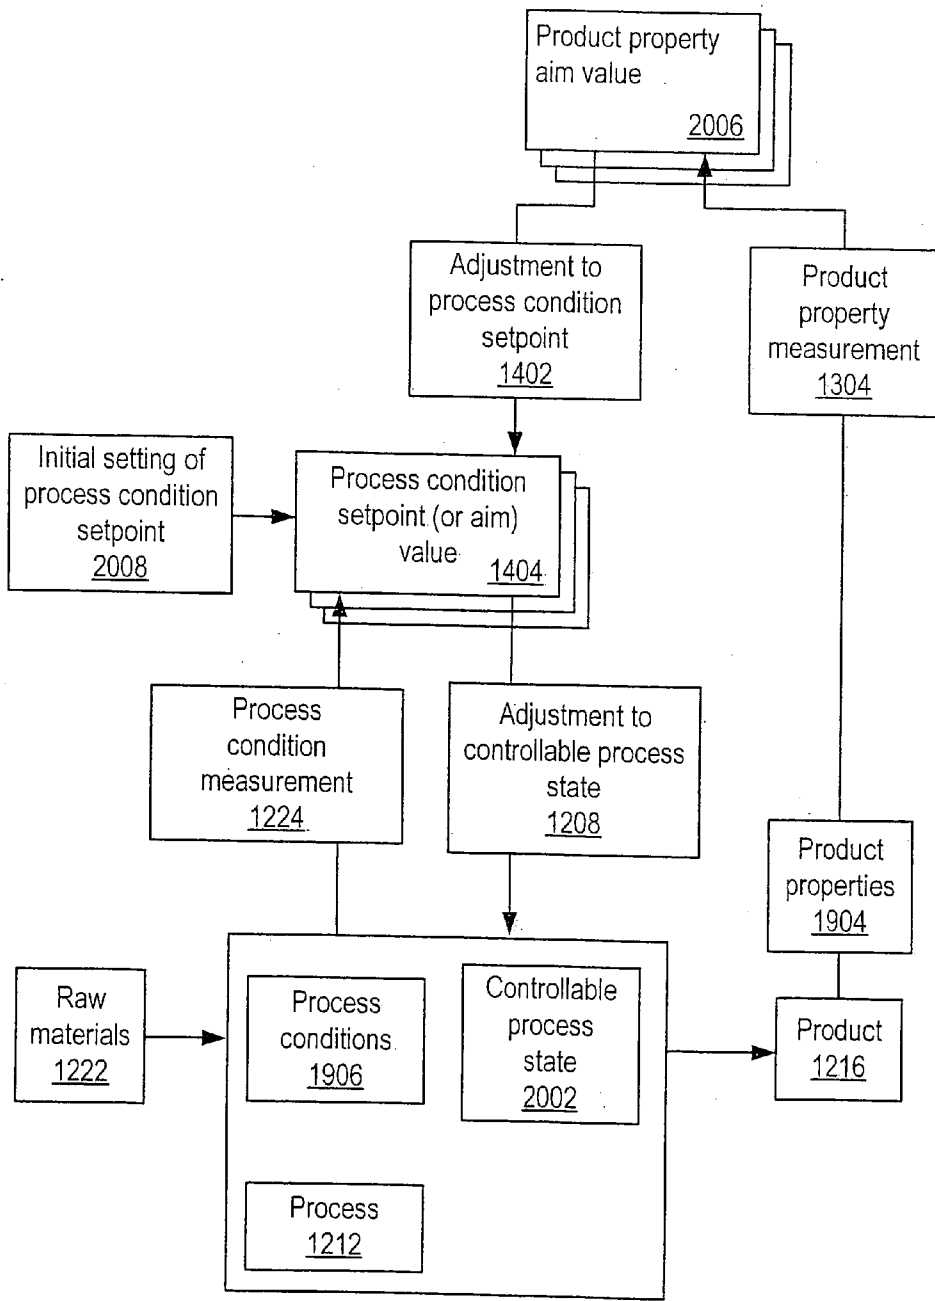 Product property
aim value
2006
Adjustment to
process condition
setpoint
1402
Product
property
measurement
1304
Initial setting of
process condition
setpoint
2008
Process condition
setpoint (or aim)
value
1404
Process
condition
measurement
1224
Adjustment to
controllable process
state
1208
Product
properties
1904
Raw
materials
1222
Process
conditions
1906
Controllable
process
state
2002
Product
1216
Process
1212